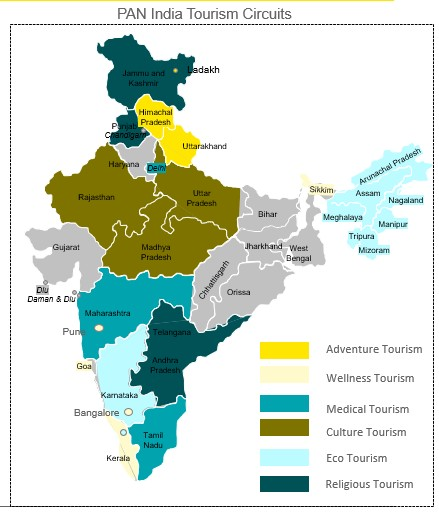 PAN India Tourism Circuits
Ladakh
Jammu and
Kashmir
Himachal
Pradesh
Punjab
Chandigarh
Uttarakhand
Haryana
Delhi
Rajasthan
Uttar
Pradesh
Arunachal Pradesh
Sikkim
Assam
Nagaland
Meghalaya
Manipur
Tripura
Mizoram
Bihar
Gujarat
Madhya
Pradesh
Jharkhand
West
Bengal
Chhattisgarh
Diu
Daman & Diu
Orissa
Maharashtra
Pune
Telangana
Andhra
Pradesh
Goa
Karnataka
Bangalore
Tamil
Nadu
Kerala
Adventure Tourism
Wellness Tourism
Medical Tourism
Culture Tourism
Eco Tourism
Religious Tourism